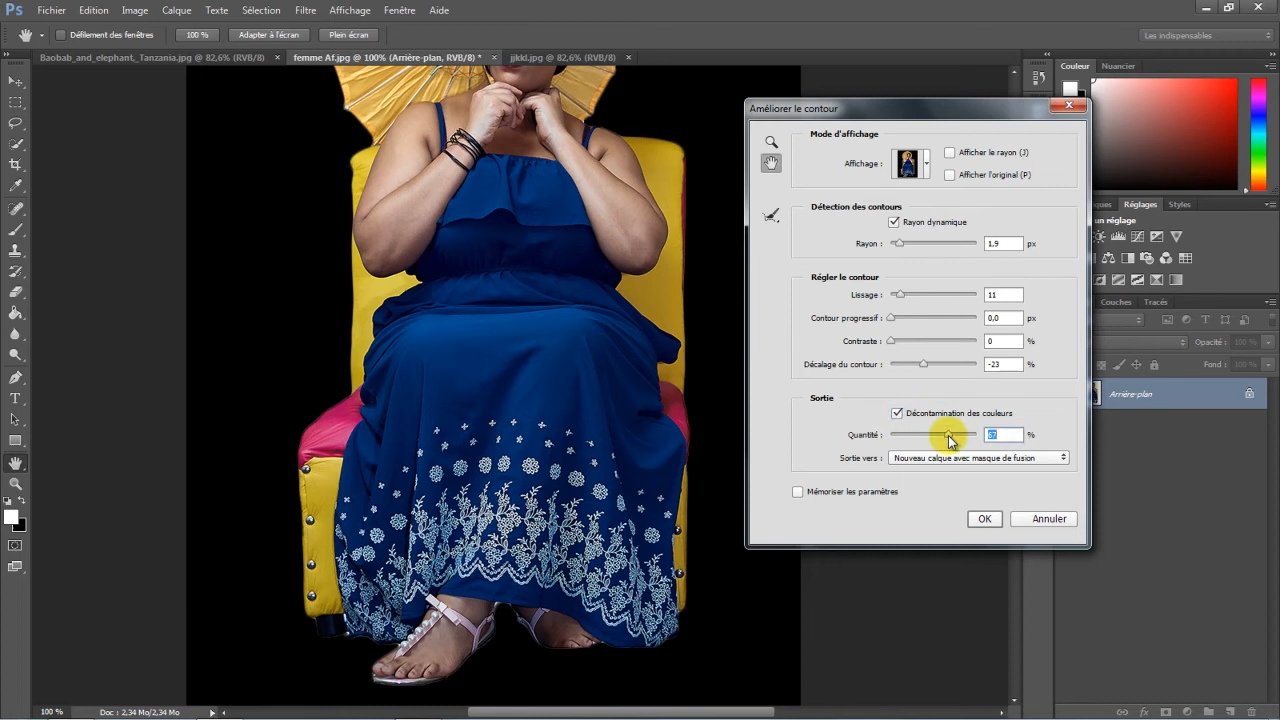 Ps Fichier Edition Image Calque Texte Sélection Filtre Affichage Fenêtre Aide
Défilement des fenêtres 100 % Adapter à l'écran Plein écran Les indispensables
Baobab_and_elephant,_Tanzania.jpg @ 82,6% (RVB/8) × femme Af.jpg @ 100% (Arrière-plan, RVB/8) * × jjkkl.jpg @ 82,6% (RVB/8) ×
Couleur Nuancier
Améliorer le contour
Mode d'affichage
Affichage :
Afficher le rayon (J)
Afficher l'original (P)
Détection des contours
Rayon dynamique
Rayon : 1,9 px
Régler le contour
Lissage : 11
Contour progressif : 0,0 px
Contraste : 0 %
Décalage du contour : -23 %
Sortie
Décontamination des couleurs
Quantité : 67 %
Sortie vers : Nouveau calque avec masque de fusion
Mémoriser les paramètres
OK Annuler
Réglages Styles
un réglage
Couches Tracés
Opacité : 100 %
Fond : 100 %
Arrière-plan
100 % Doc : 2,34 Mo/2,34 Mo